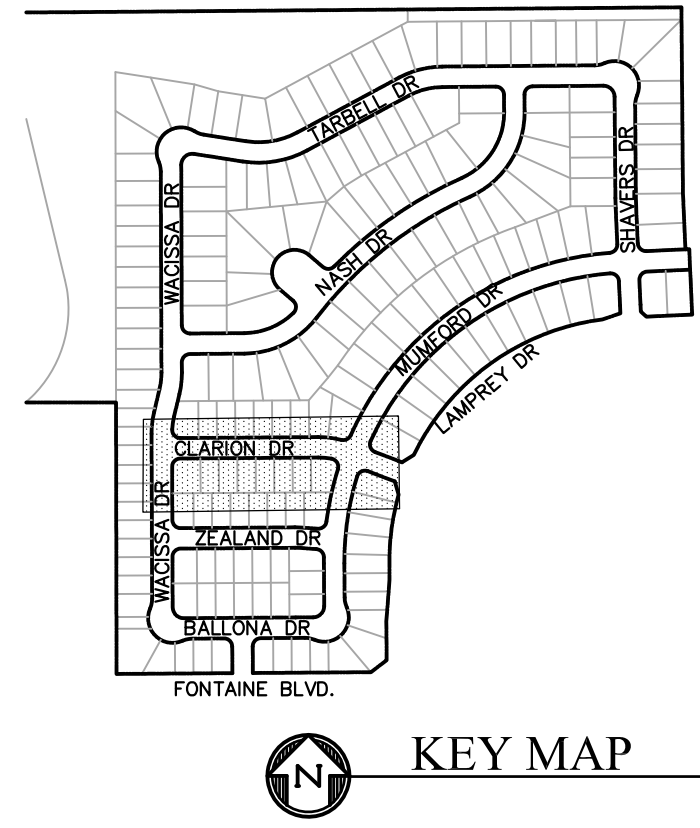 TARBELL DR
SHAVERS DR
WACISSA DR
NASH DR
MUMFORD DR
LAMPREY DR
CLARION DR
WACISSA DR
ZEALAND DR
BALLONA DR
FONTAINE BLVD.
KEY MAP
N